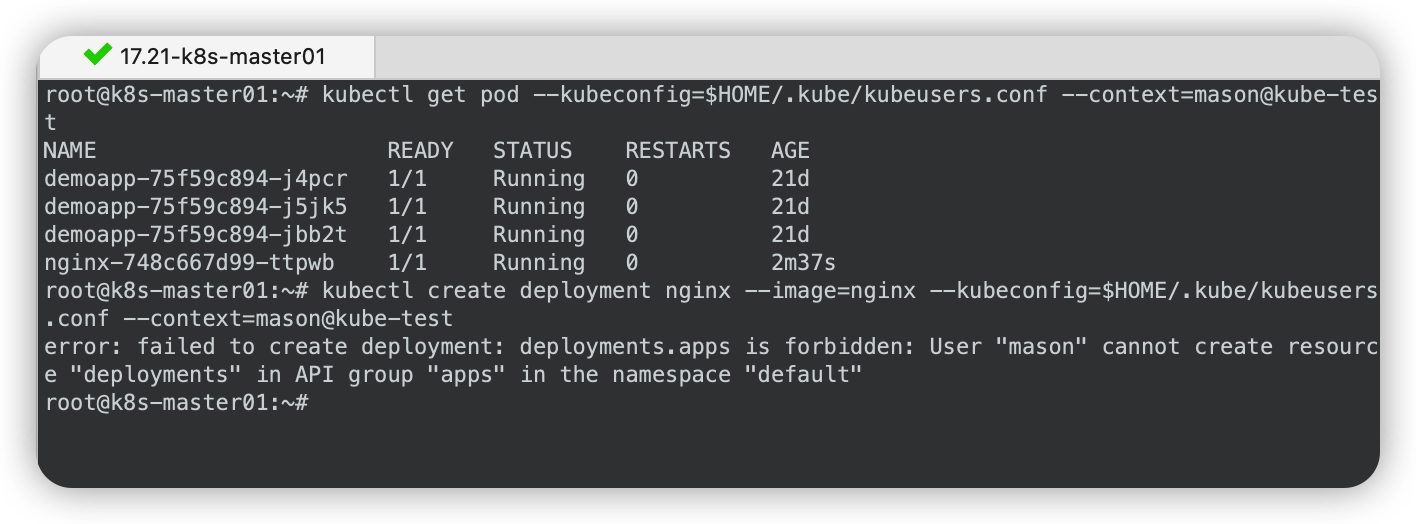 17.21-k8s-master01
root@k8s-master01:~# kubectl get pod --kubeconfig=$HOME/.kube/kubeusers.conf --context=mason@kube-tes
t
NAME                          READY   STATUS    RESTARTS   AGE
demoapp-75f59c894-j4pcr   1/1     Running   0          21d
demoapp-75f59c894-j5jk5   1/1     Running   0          21d
demoapp-75f59c894-jbb2t   1/1     Running   0          21d
nginx-748c667d99-ttpwb    1/1     Running   0          2m37s
root@k8s-master01:~# kubectl create deployment nginx --image=nginx --kubeconfig=$HOME/.kube/kubeusers
.conf --context=mason@kube-test
error: failed to create deployment: deployments.apps is forbidden: User "mason" cannot create resourc
e "deployments" in API group "apps" in the namespace "default"
root@k8s-master01:~#